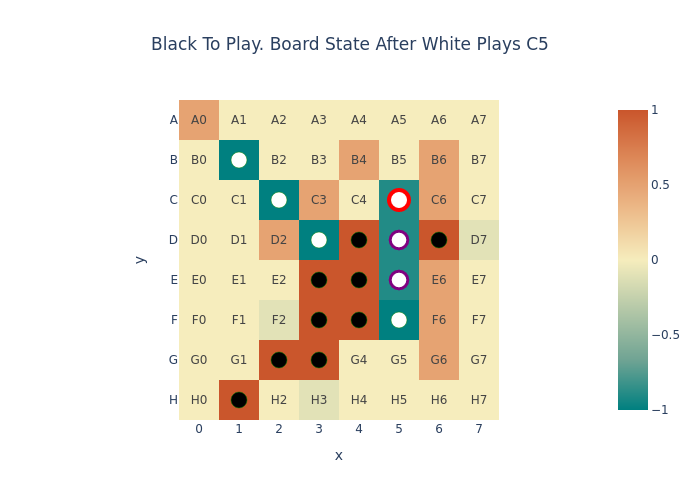 Black To Play. Board State After White Plays C5
A A0 A1 A2 A3 A4 A5 A6 A7 1
B B0 B2 B3 B4 B5 B6 B7 0.5
C C0 C1 C3 C4 C6 C7
D D0 D1 D2 D7 0
y
E E0 E1 E2 E6 E7
F F0 F1 F2 F6 F7 −0.5
G G0 G1 G4 G5 G6 G7
H H0 H2 H3 H4 H5 H6 H7 −1
0 1 2 3 4 5 6 7
x